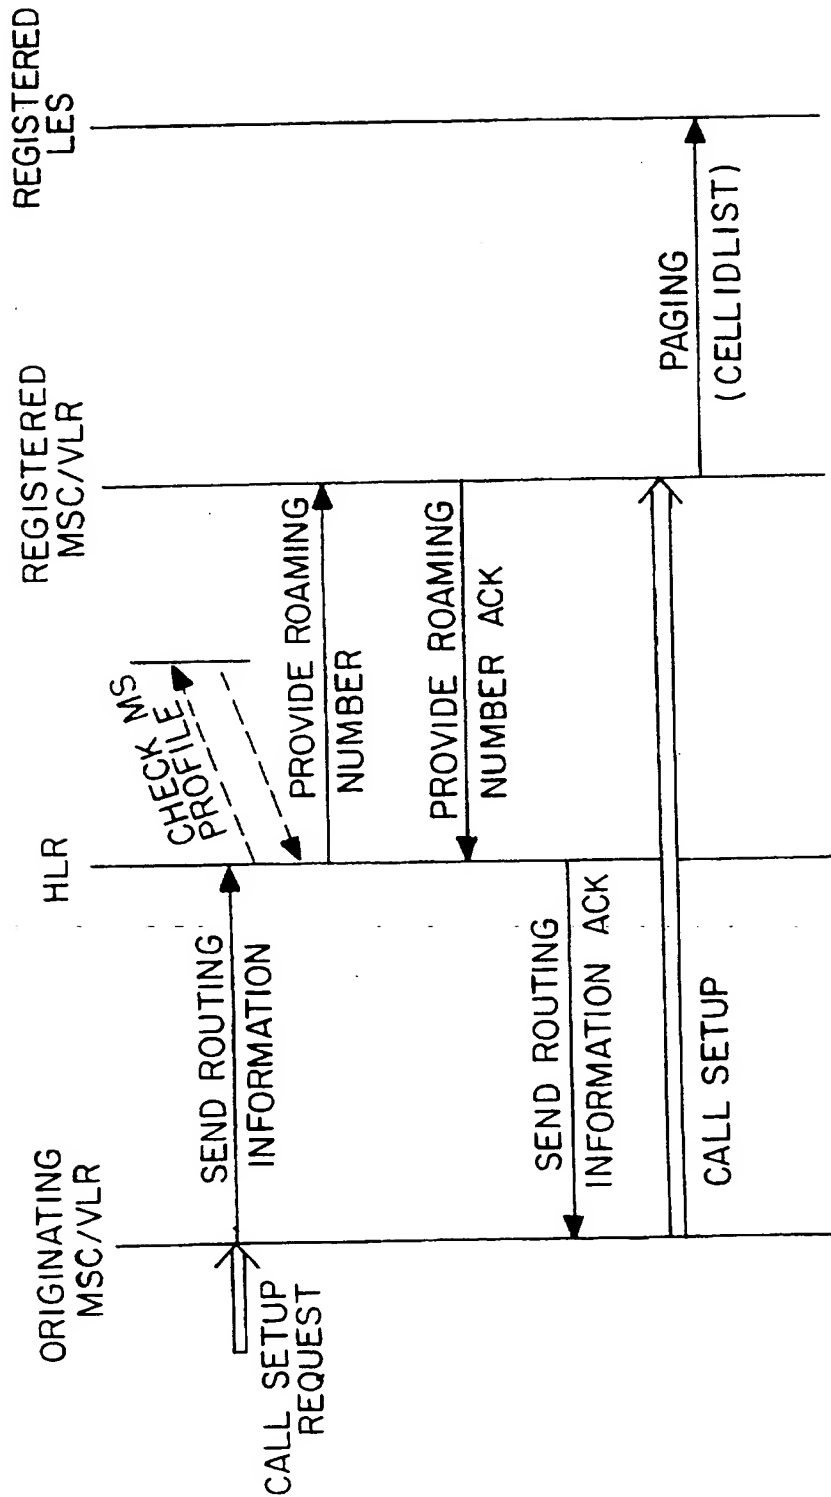 ORIGINATING
MSC/VLR
HLR
REGISTERED
MSC/VLR
REGISTERED
LES
CALL SETUP
REQUEST
SEND ROUTING
INFORMATION
CHECK MS
PROFILE
PROVIDE ROAMING
NUMBER
PROVIDE ROAMING
NUMBER ACK
SEND ROUTING
INFORMATION ACK
CALL SETUP
PAGING
(CELLIDLIST)